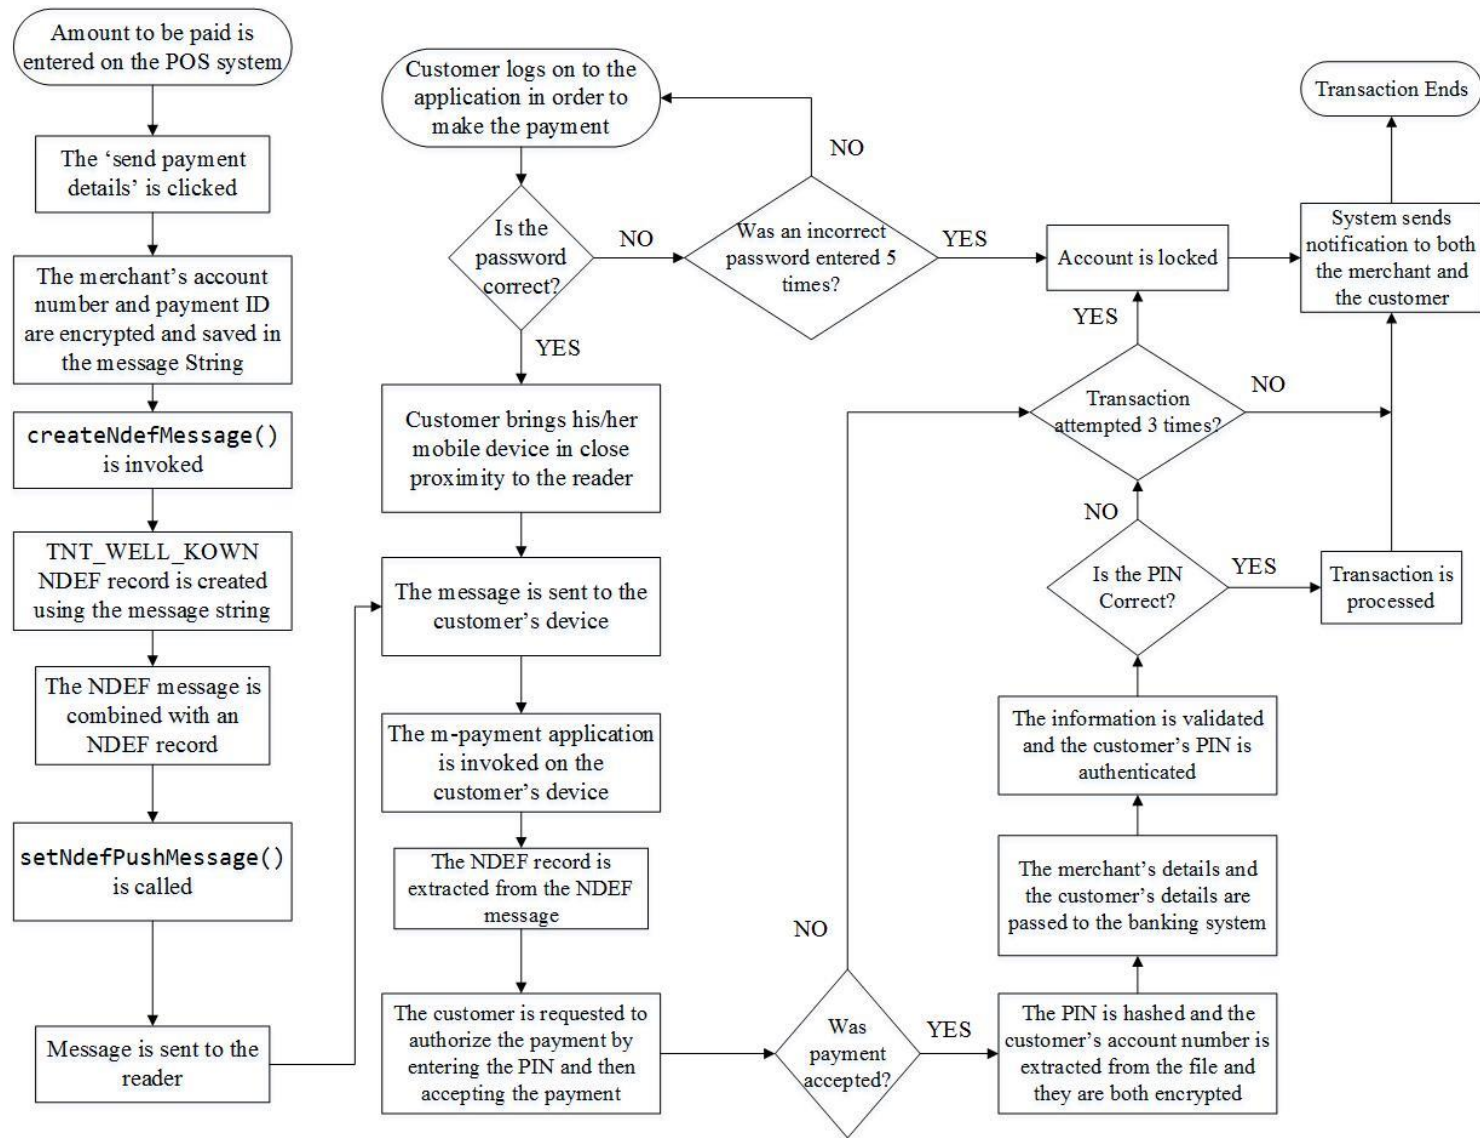 Amount to be paid is
entered on the POS system
The ‘send payment
details’ is clicked
The merchant’s account
number and payment ID
are encrypted and saved in
the message String
createNdefMessage()
is invoked
TNT_WELL_KOWN
NDEF record is created
using the message string
The NDEF message is
combined with an
NDEF record
setNdefPushMessage()
is called
Message is sent to the
reader
Customer logs on to the
application in order to
make the payment
Is the
password
correct?
NO
YES
Was an incorrect
password entered 5
times?
NO
YES
Customer brings his/her
mobile device in close
proximity to the reader
The message is sent to the
customer’s device
The m-payment application
is invoked on the
customer’s device
The NDEF record is
extracted from the NDEF
message
The customer is requested to
authorize the payment by
entering the PIN and then
accepting the payment
Was
payment
accepted?
NO
YES
The PIN is hashed and the
customer’s account number is
extracted from the file and
they are both encrypted
The merchant’s details and
the customer’s details are
passed to the banking system
The information is validated
and the customer’s PIN is
authenticated
Is the PIN
Correct?
NO
YES
Transaction is
processed
Transaction
attempted 3 times?
YES
NO
Account is locked
System sends
notification to both
the merchant and
the customer
Transaction Ends